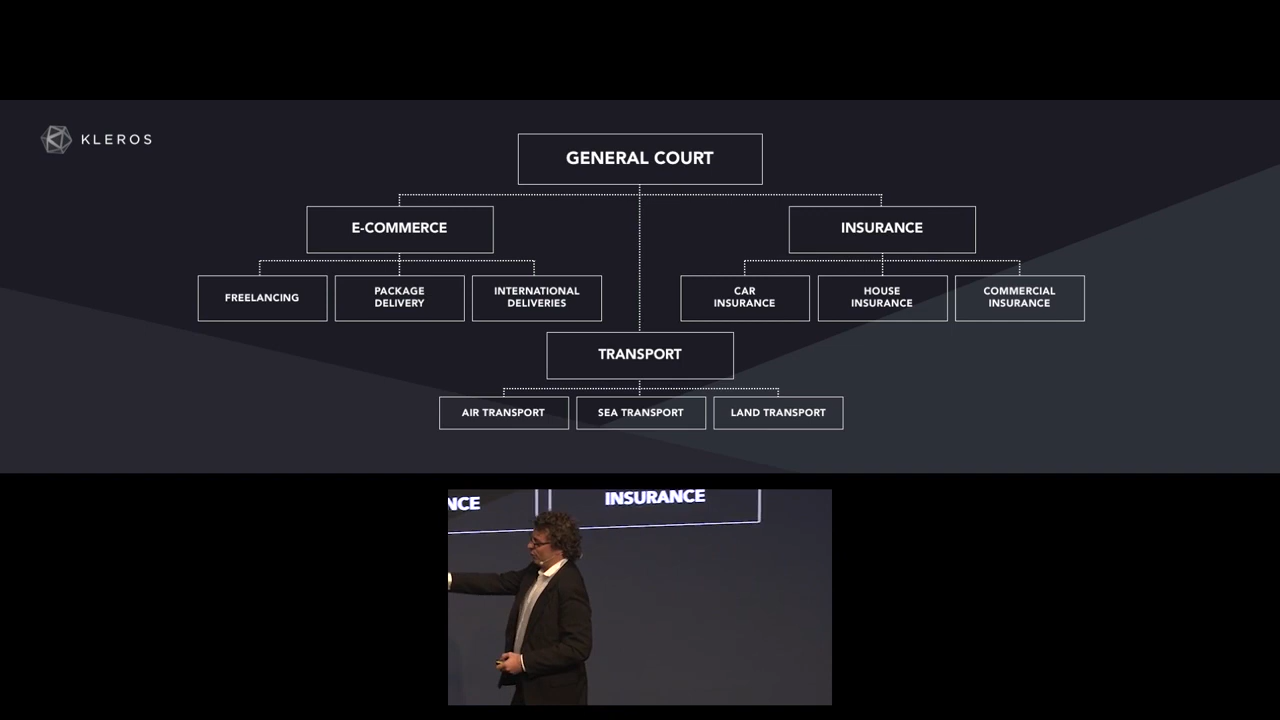 KLEROS
GENERAL COURT
E-COMMERCE
INSURANCE
FREELANCING
PACKAGE
DELIVERY
INTERNATIONAL
DELIVERIES
CAR
INSURANCE
HOUSE
INSURANCE
COMMERCIAL
INSURANCE
TRANSPORT
AIR TRANSPORT
SEA TRANSPORT
LAND TRANSPORT
NCE
INSURANCE